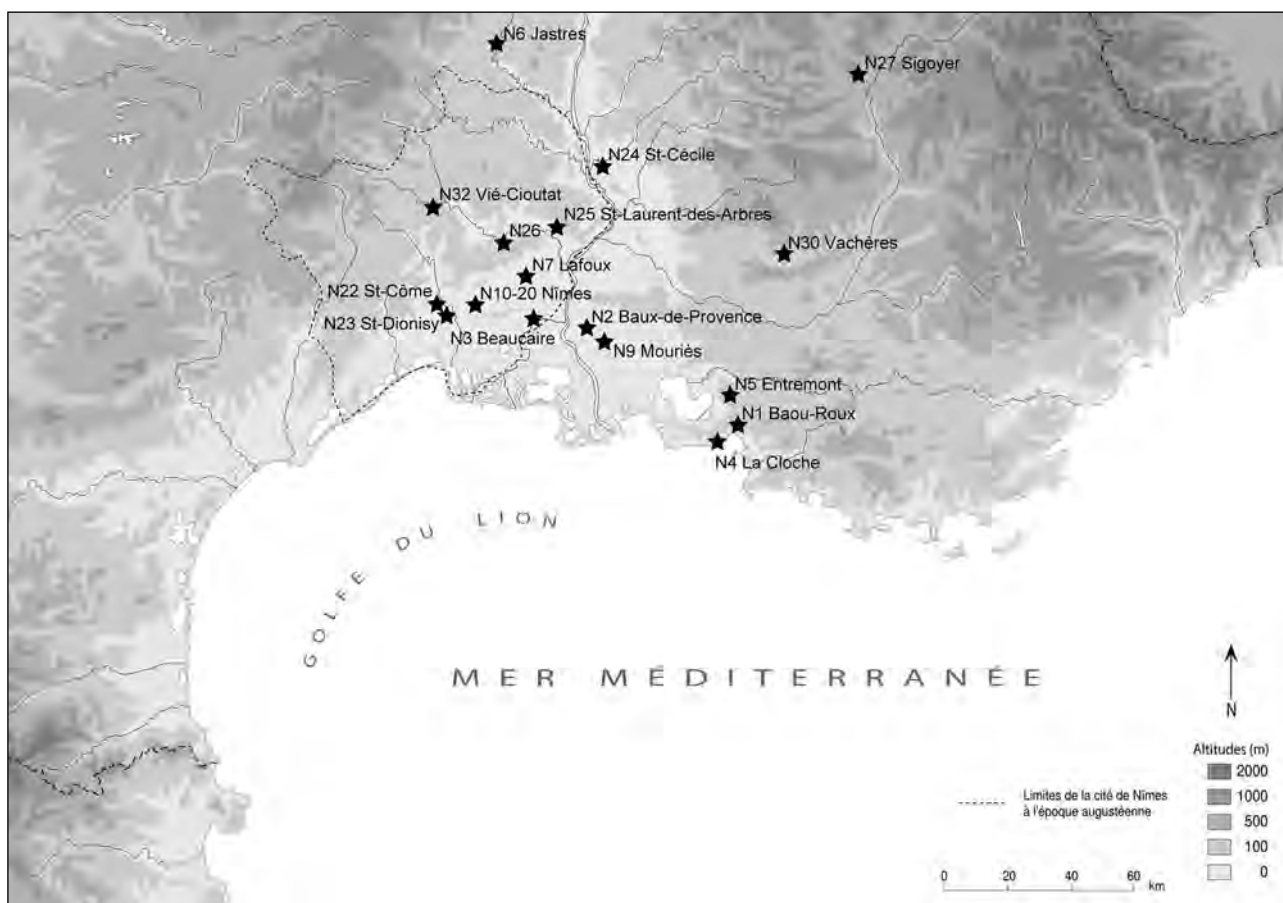 N6 Jastres
N27 Sigoyer
N24 St-Cécile
N32 Vié-Cioutat
N25 St-Laurent-des-Arbres
N26
N30 Vachères
N7 Lafoux
N22 St-Côme
N10-20 Nîmes
N23 St-Dionisy
N2 Baux-de-Provence
N3 Beaucaire
N9 Mouriès
N5 Entremont
N1 Baou-Roux
N4 La Cloche
GOLFE DU LION
MER MÉDITERRANÉE
N
Altitudes (m)
2000
1000
500
100
0
Limites de la cité de Nîmes
à l'époque augustéenne
0 20 40 60
km